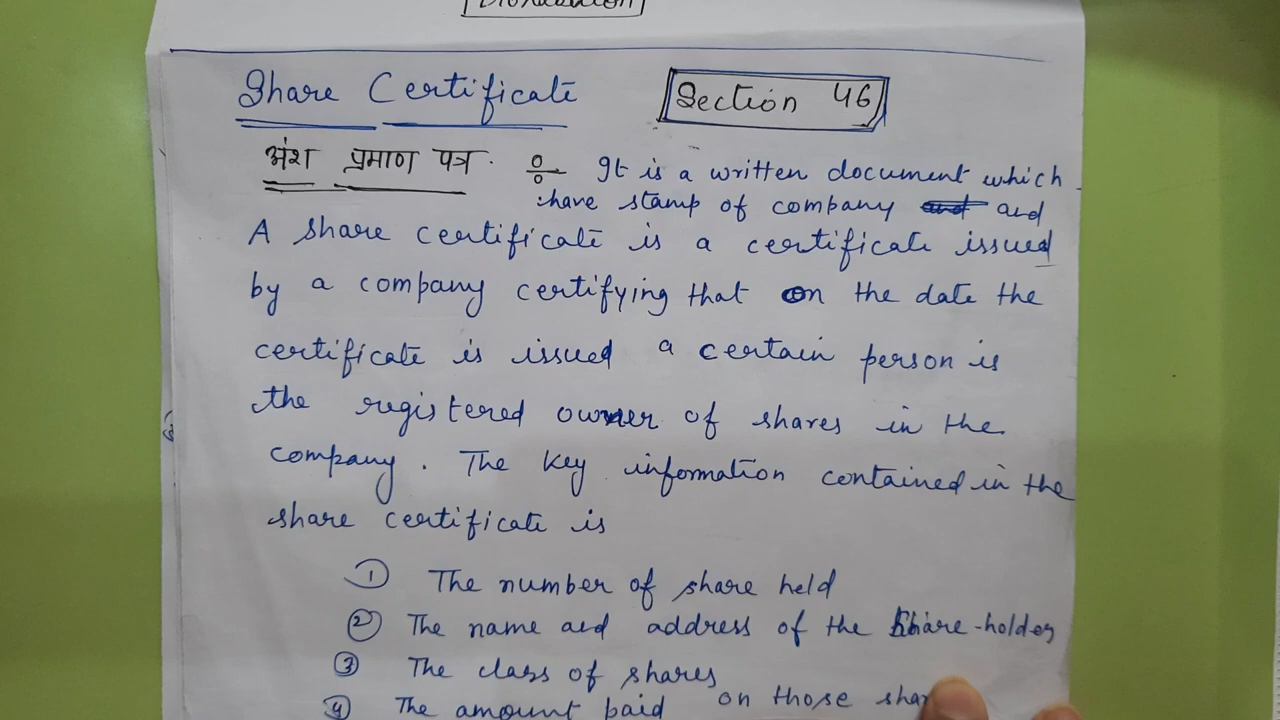 Share Certificate Section 46
अंश प्रमाण पत्र. ÷ It is a written document which
have stamp of company and and
A share certificate is a certificate issued
by a company certifying that on the date the
certificate is issued a certain person is
the registered owner of shares in the
company. The key information contained in the
share certificate is
① The number of share held
② The name and address of the share-holder
③ The class of shares
④ The amount paid on those shar